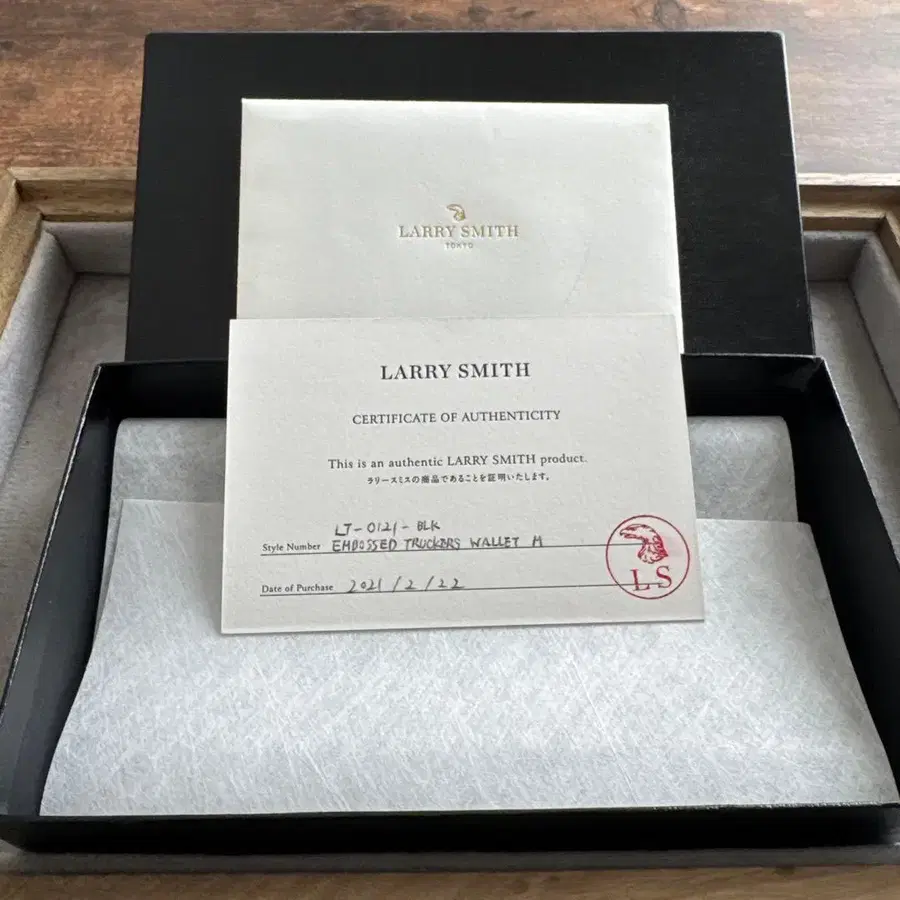 LARRY SMITH
TOKYO
LARRY SMITH
CERTIFICATE OF AUTHENTICITY
This is an authentic LARRY SMITH product.
ラリースミスの商品であることを証明いたします。
LT-0121-BLK
Style Number EMBOSSED TRUCKERS WALLET M
Date of Purchase 2021/2/22
LS